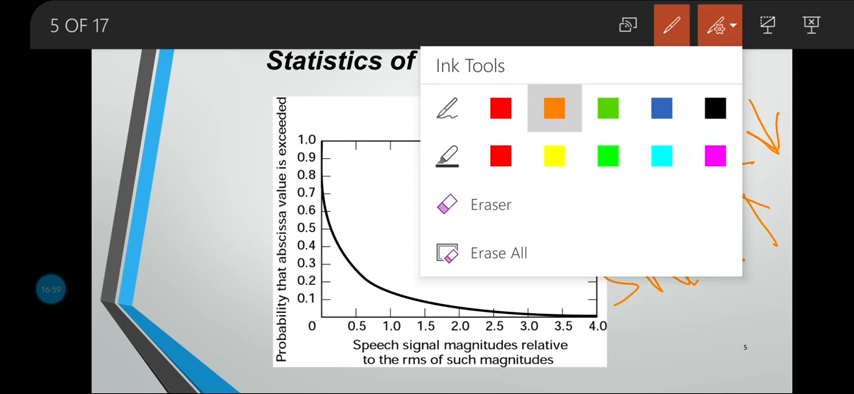 5 OF 17
Statistics of
Ink Tools
Eraser
Erase All
Probability that abscissa value is exceeded
1.0
0.9
0.8
0.7
0.6
0.5
0.4
0.3
0.2
0.1
0 0.5 1.0 1.5 2.0 2.5 3.0 3.5 4.0
Speech signal magnitudes relative
to the rms of such magnitudes
16:59
5